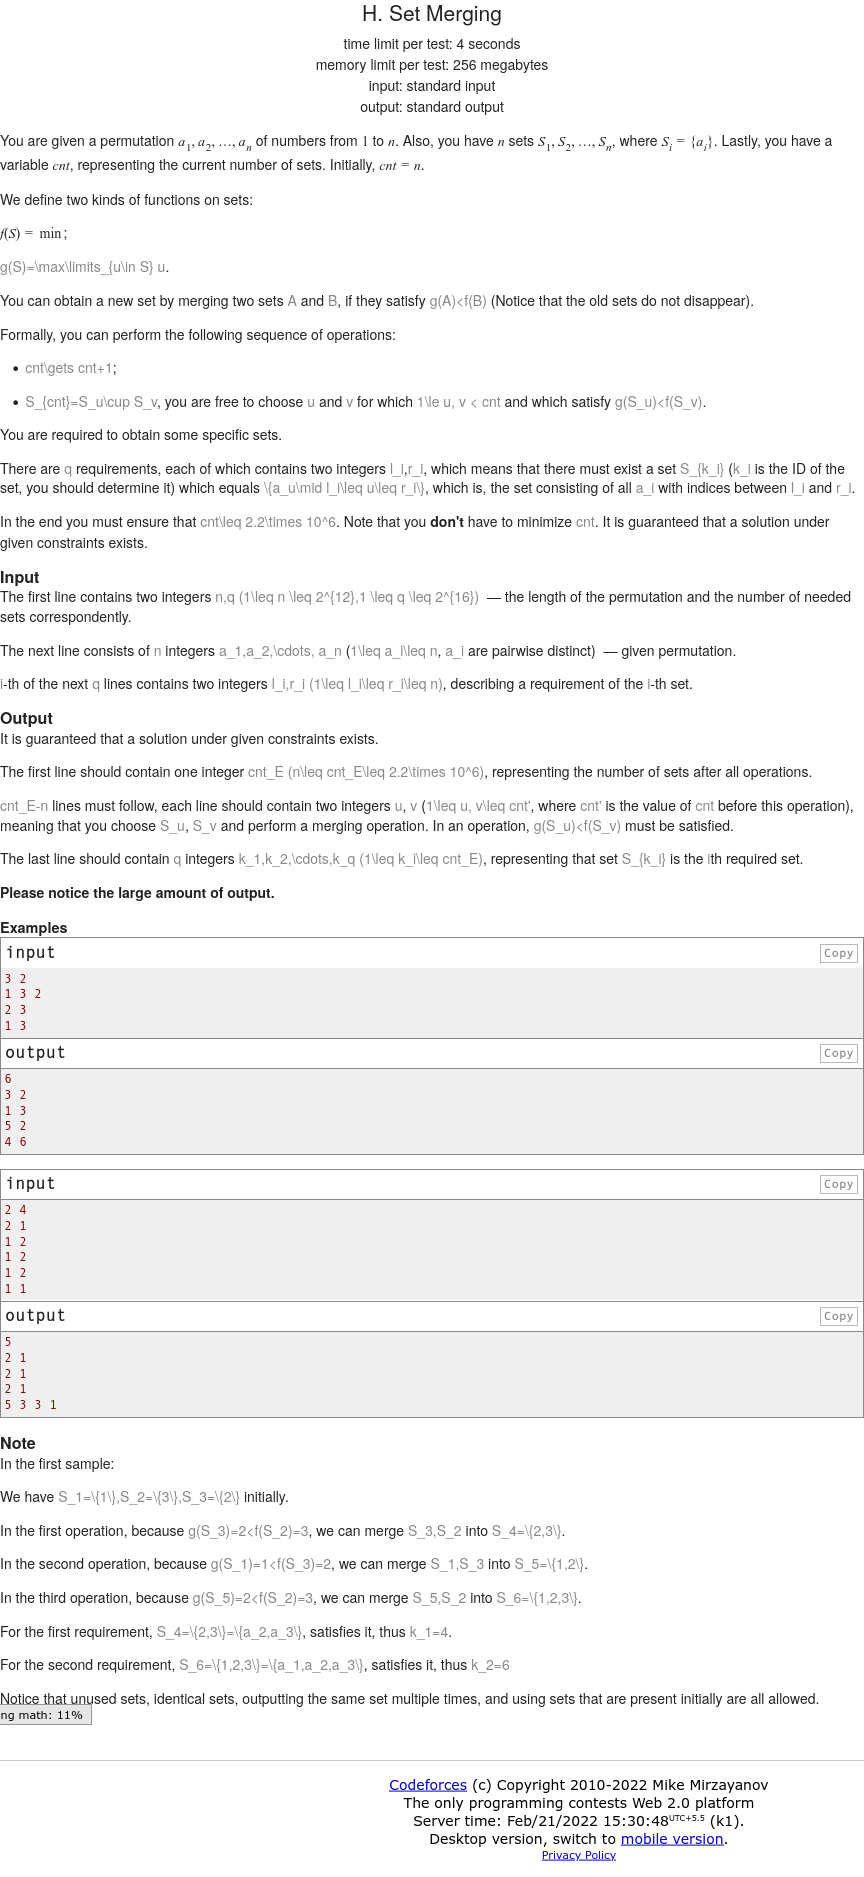 H. Set Merging
time limit per test: 4 seconds
memory limit per test: 256 megabytes
input: standard input
output: standard output
You are given a permutation a1, a2, …, an of numbers from 1 to n. Also, you have n sets S1, S2, …, Sn, where Si = {ai}. Lastly, you have a
variable cnt, representing the current number of sets. Initially, cnt = n.
We define two kinds of functions on sets:
f(S) = min ;
g(S)=\max\limits_{u\in S} u.
You can obtain a new set by merging two sets A and B, if they satisfy g(A)<f(B) (Notice that the old sets do not disappear).
Formally, you can perform the following sequence of operations:
• cnt\gets cnt+1;
• S_{cnt}=S_u\cup S_v, you are free to choose u and v for which 1\le u, v < cnt and which satisfy g(S_u)<f(S_v).
You are required to obtain some specific sets.
There are q requirements, each of which contains two integers l_i,r_i, which means that there must exist a set S_{k_i} (k_i is the ID of the
set, you should determine it) which equals \{a_u\mid l_i\leq u\leq r_i\}, which is, the set consisting of all a_i with indices between l_i and r_i.
In the end you must ensure that cnt\leq 2.2\times 10^6. Note that you don't have to minimize cnt. It is guaranteed that a solution under
given constraints exists.
Input
The first line contains two integers n,q (1\leq n \leq 2^{12},1 \leq q \leq 2^{16})  — the length of the permutation and the number of needed
sets correspondently.
The next line consists of n integers a_1,a_2,\cdots, a_n (1\leq a_i\leq n, a_i are pairwise distinct)  — given permutation.
i-th of the next q lines contains two integers l_i,r_i (1\leq l_i\leq r_i\leq n), describing a requirement of the i-th set.
Output
It is guaranteed that a solution under given constraints exists.
The first line should contain one integer cnt_E (n\leq cnt_E\leq 2.2\times 10^6), representing the number of sets after all operations.
cnt_E-n lines must follow, each line should contain two integers u, v (1\leq u, v\leq cnt', where cnt' is the value of cnt before this operation),
meaning that you choose S_u, S_v and perform a merging operation. In an operation, g(S_u)<f(S_v) must be satisfied.
The last line should contain q integers k_1,k_2,\cdots,k_q (1\leq k_i\leq cnt_E), representing that set S_{k_i} is the ith required set.
Please notice the large amount of output.
Examples
input
Copy
3 2
1 3 2
2 3
1 3
output
Copy
6
3 2
1 3
5 2
4 6
input
Copy
2 4
2 1
1 2
1 2
1 2
1 1
output
Copy
5
2 1
2 1
2 1
5 3 3 1
Note
In the first sample:
We have S_1=\{1\},S_2=\{3\},S_3=\{2\} initially.
In the first operation, because g(S_3)=2<f(S_2)=3, we can merge S_3,S_2 into S_4=\{2,3\}.
In the second operation, because g(S_1)=1<f(S_3)=2, we can merge S_1,S_3 into S_5=\{1,2\}.
In the third operation, because g(S_5)=2<f(S_2)=3, we can merge S_5,S_2 into S_6=\{1,2,3\}.
For the first requirement, S_4=\{2,3\}=\{a_2,a_3\}, satisfies it, thus k_1=4.
For the second requirement, S_6=\{1,2,3\}=\{a_1,a_2,a_3\}, satisfies it, thus k_2=6
Notice that unused sets, identical sets, outputting the same set multiple times, and using sets that are present initially are all allowed.
ng math: 11%
Codeforces (c) Copyright 2010-2022 Mike Mirzayanov
The only programming contests Web 2.0 platform
Server time: Feb/21/2022 15:30:48UTC+5.5 (k1).
Desktop version, switch to mobile version.
Privacy Policy